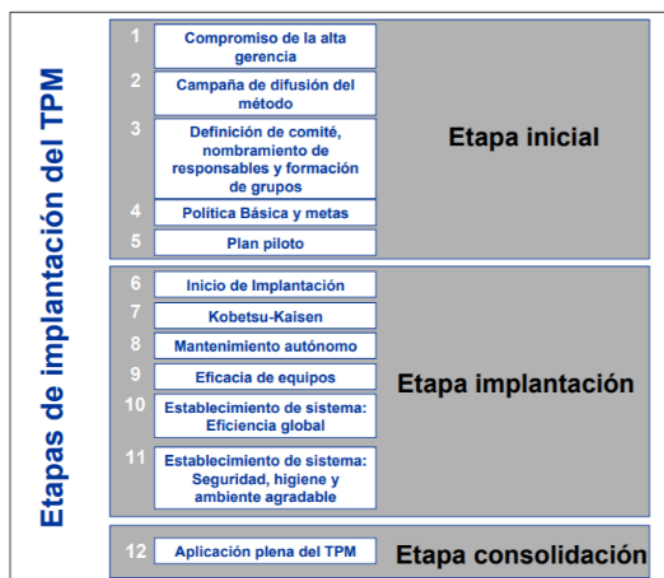 Etapas de implantación del TPM
1
Compromiso de la alta
gerencia
2
Campaña de difusión del
método
3
Definición de comité,
nombramiento de
responsables y formación
de grupos
4
Política Básica y metas
5
Plan piloto
Etapa inicial
6
Inicio de Implantación
7
Kobetsu-Kaisen
8
Mantenimiento autónomo
9
Eficacia de equipos
10
Establecimiento de sistema:
Eficiencia global
11
Establecimiento de sistema:
Seguridad, higiene y
ambiente agradable
Etapa implantación
12
Aplicación plena del TPM
Etapa consolidación